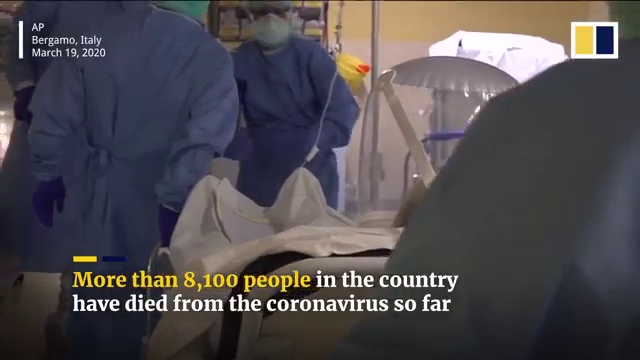 AP
Bergamo, Italy
March 19, 2020
More than 8,100 people in the country
have died from the coronavirus so far